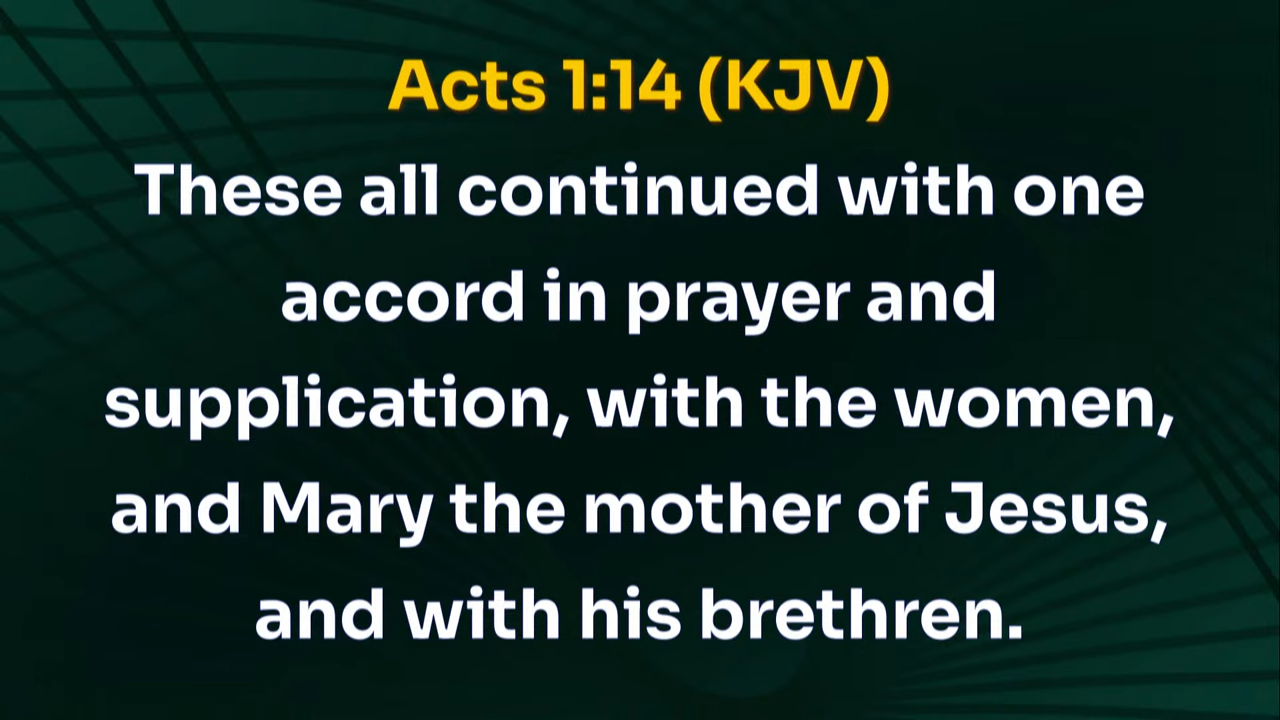 Acts 1:14 (KJV)
These all continued with one
accord in prayer and
supplication, with the women,
and Mary the mother of Jesus,
and with his brethren.